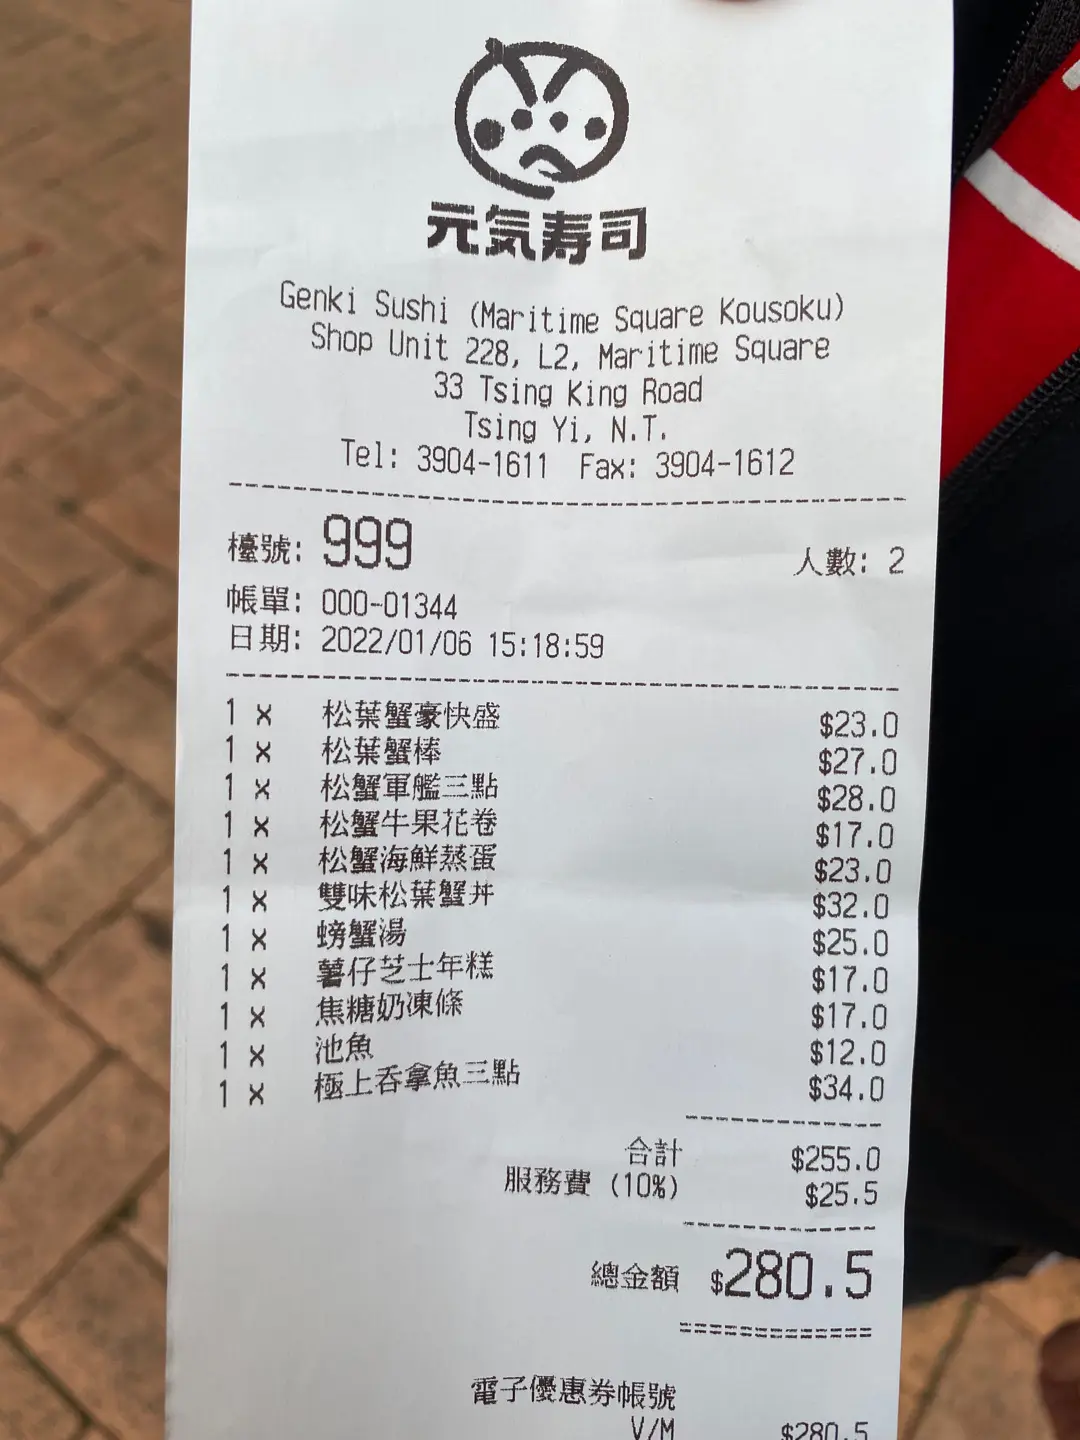 元気寿司
Genki Sushi (Maritime Square Kousoku)
Shop Unit 228, L2, Maritime Square
33 Tsing King Road
Tsing Yi, N.T.
Tel: 3904-1611 Fax: 3904-1612
檯號: 999 人數: 2
帳單: 000-01344
日期: 2022/01/06 15:18:59
1 x 松葉蟹豪快盛 $23.0
1 x 松葉蟹棒 $27.0
1 x 松蟹軍艦三點 $28.0
1 x 松蟹牛果花卷 $17.0
1 x 松蟹海鮮蒸蛋 $23.0
1 x 雙味松葉蟹丼 $32.0
1 x 螃蟹湯 $25.0
1 x 薯仔芝士年糕 $17.0
1 x 焦糖奶凍條 $17.0
1 x 池魚 $12.0
1 x 極上吞拿魚三點 $34.0
合計 $255.0
服務費 (10%) $25.5
總金額 $280.5
電子優惠券帳號
V/M $280.5